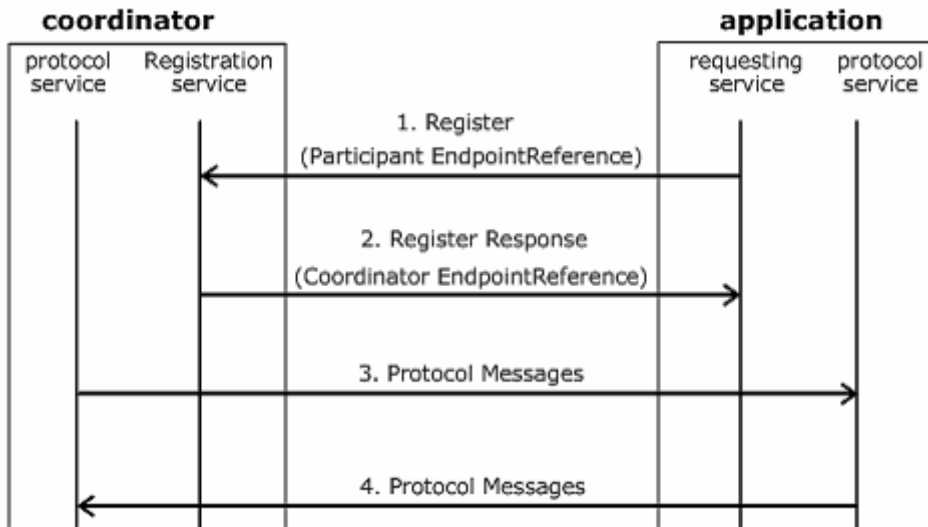 coordinator
application
protocol service
Registration service
requesting service
protocol service
1. Register
(Participant EndpointReference)
2. Register Response
(Coordinator EndpointReference)
3. Protocol Messages
4. Protocol Messages